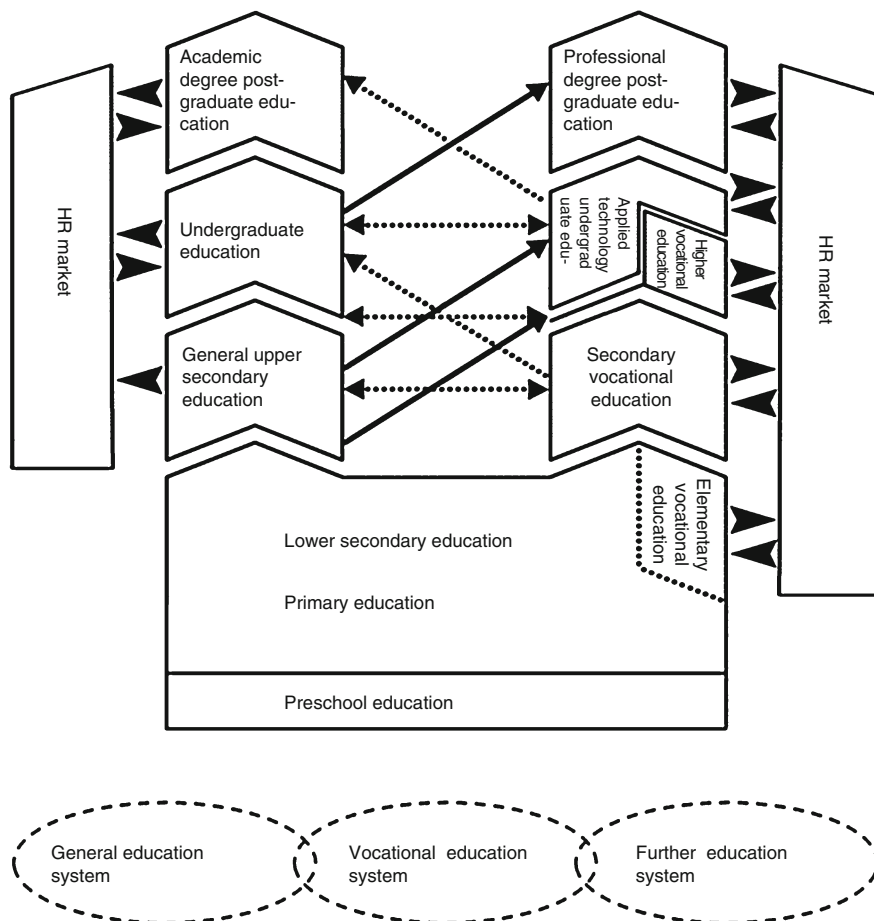 Academic
degree post-
graduate edu-
cation
Professional
degree post-
graduate edu-
cation
HR market
Undergraduate
education
Applied
technology
undergrad
uate edu-
Higher
vocational
education
HR market
General upper
secondary
education
Secondary
vocational
education
Elementary
vocational
education
Lower secondary education
Primary education
Preschool education
General education
system
Vocational education
system
Further education
system